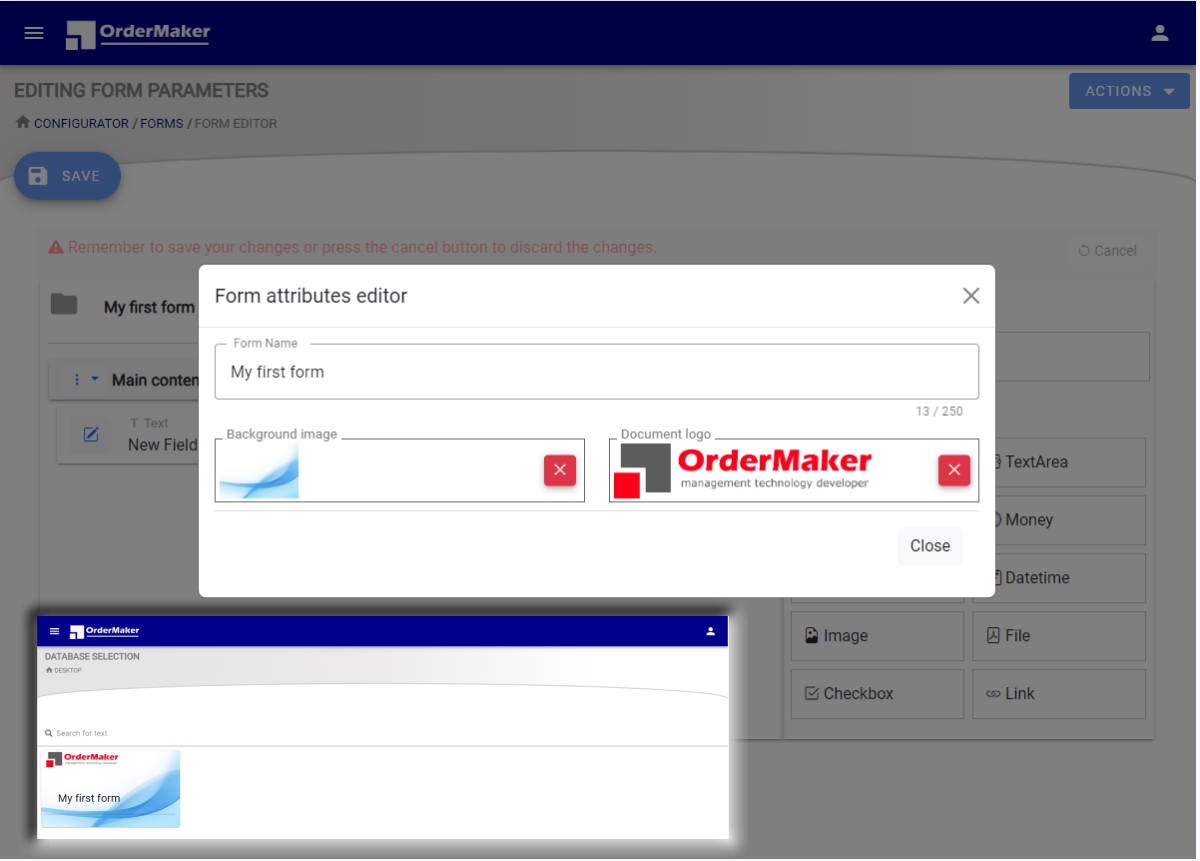 OrderMaker
EDITING FORM PARAMETERS
ACTIONS
CONFIGURATOR / FORMS / FORM EDITOR
SAVE
Remember to save your changes or press the cancel button to discard the changes.
Cancel
My first form
Main conten
T Text
New Field
Form attributes editor
Form Name
My first form
13 / 250
Background image
Document logo
OrderMaker
management technology developer
Close
TextArea
Money
Datetime
Image
File
Checkbox
Link
OrderMaker
DATABASE SELECTION
DESKTOP
Search for text
OrderMaker
management technology developer
My first form